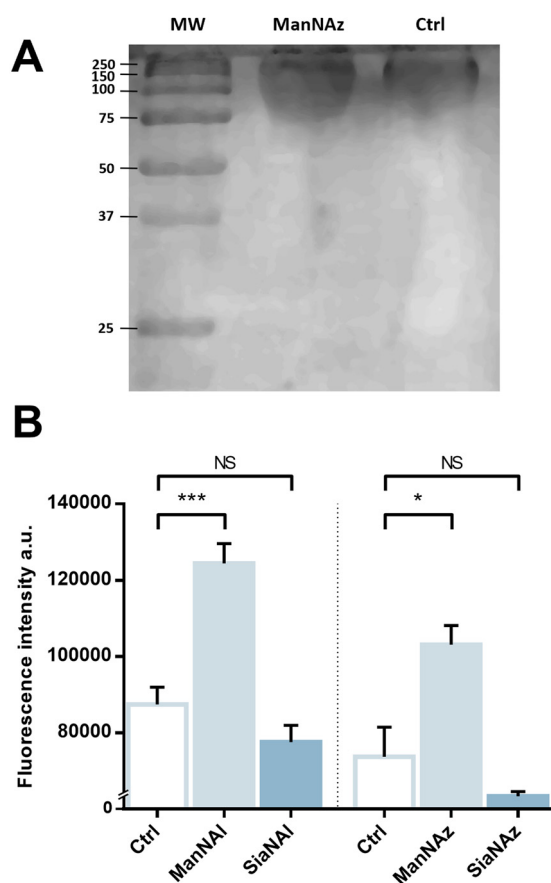 A
MW ManNAz Ctrl
250
150
100
75
50
37
25
B
NS NS
*** *
Fluorescence intensity a.u.
140000
120000
100000
80000
0
Ctrl ManNAl SiaNAl Ctrl ManNAz SiaNAz